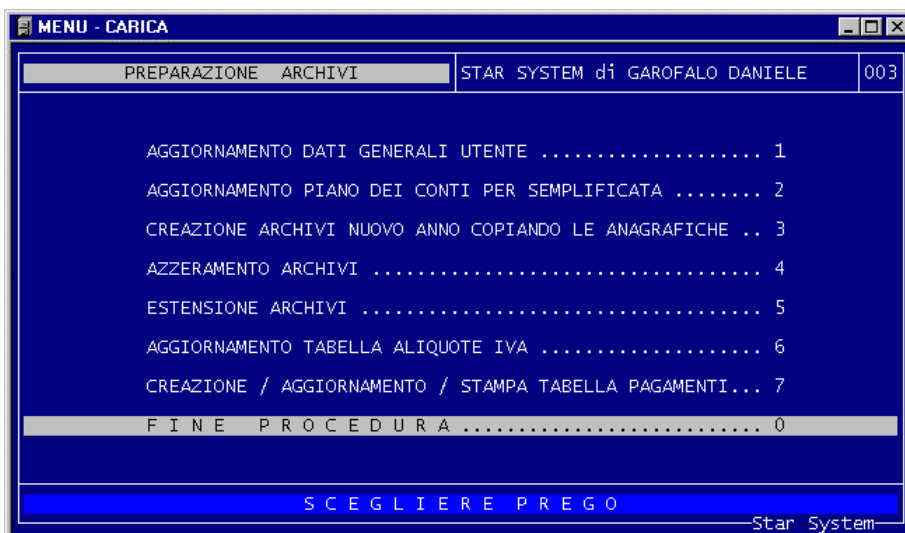 MENU - CARICA
PREPARAZIONE ARCHIVI STAR SYSTEM di GAROFALO DANIELE 003
AGGIORNAMENTO DATI GENERALI UTENTE .................... 1
AGGIORNAMENTO PIANO DEI CONTI PER SEMPLIFICATA ........ 2
CREAZIONE ARCHIVI NUOVO ANNO COPIANDO LE ANAGRAFICHE .. 3
AZZERAMENTO ARCHIVI ................................... 4
ESTENSIONE ARCHIVI .................................... 5
AGGIORNAMENTO TABELLA ALIQUOTE IVA .................... 6
CREAZIONE / AGGIORNAMENTO / STAMPA TABELLA PAGAMENTI... 7
F I N E P R O C E D U R A ........................... 0
S C E G L I E R E P R E G O
Star System